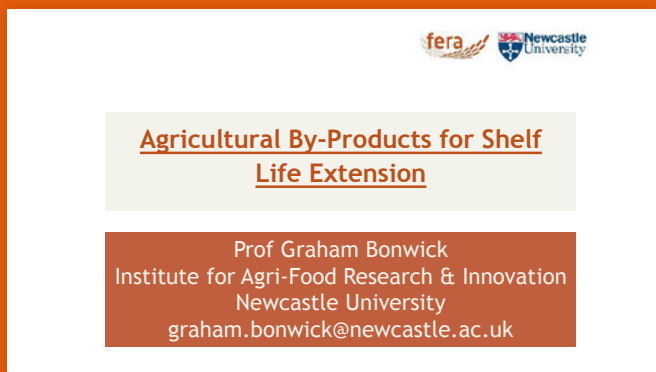 fera
Newcastle
University
Agricultural By-Products for Shelf
Life Extension
Prof Graham Bonwick
Institute for Agri-Food Research & Innovation
Newcastle University
graham.bonwick@newcastle.ac.uk